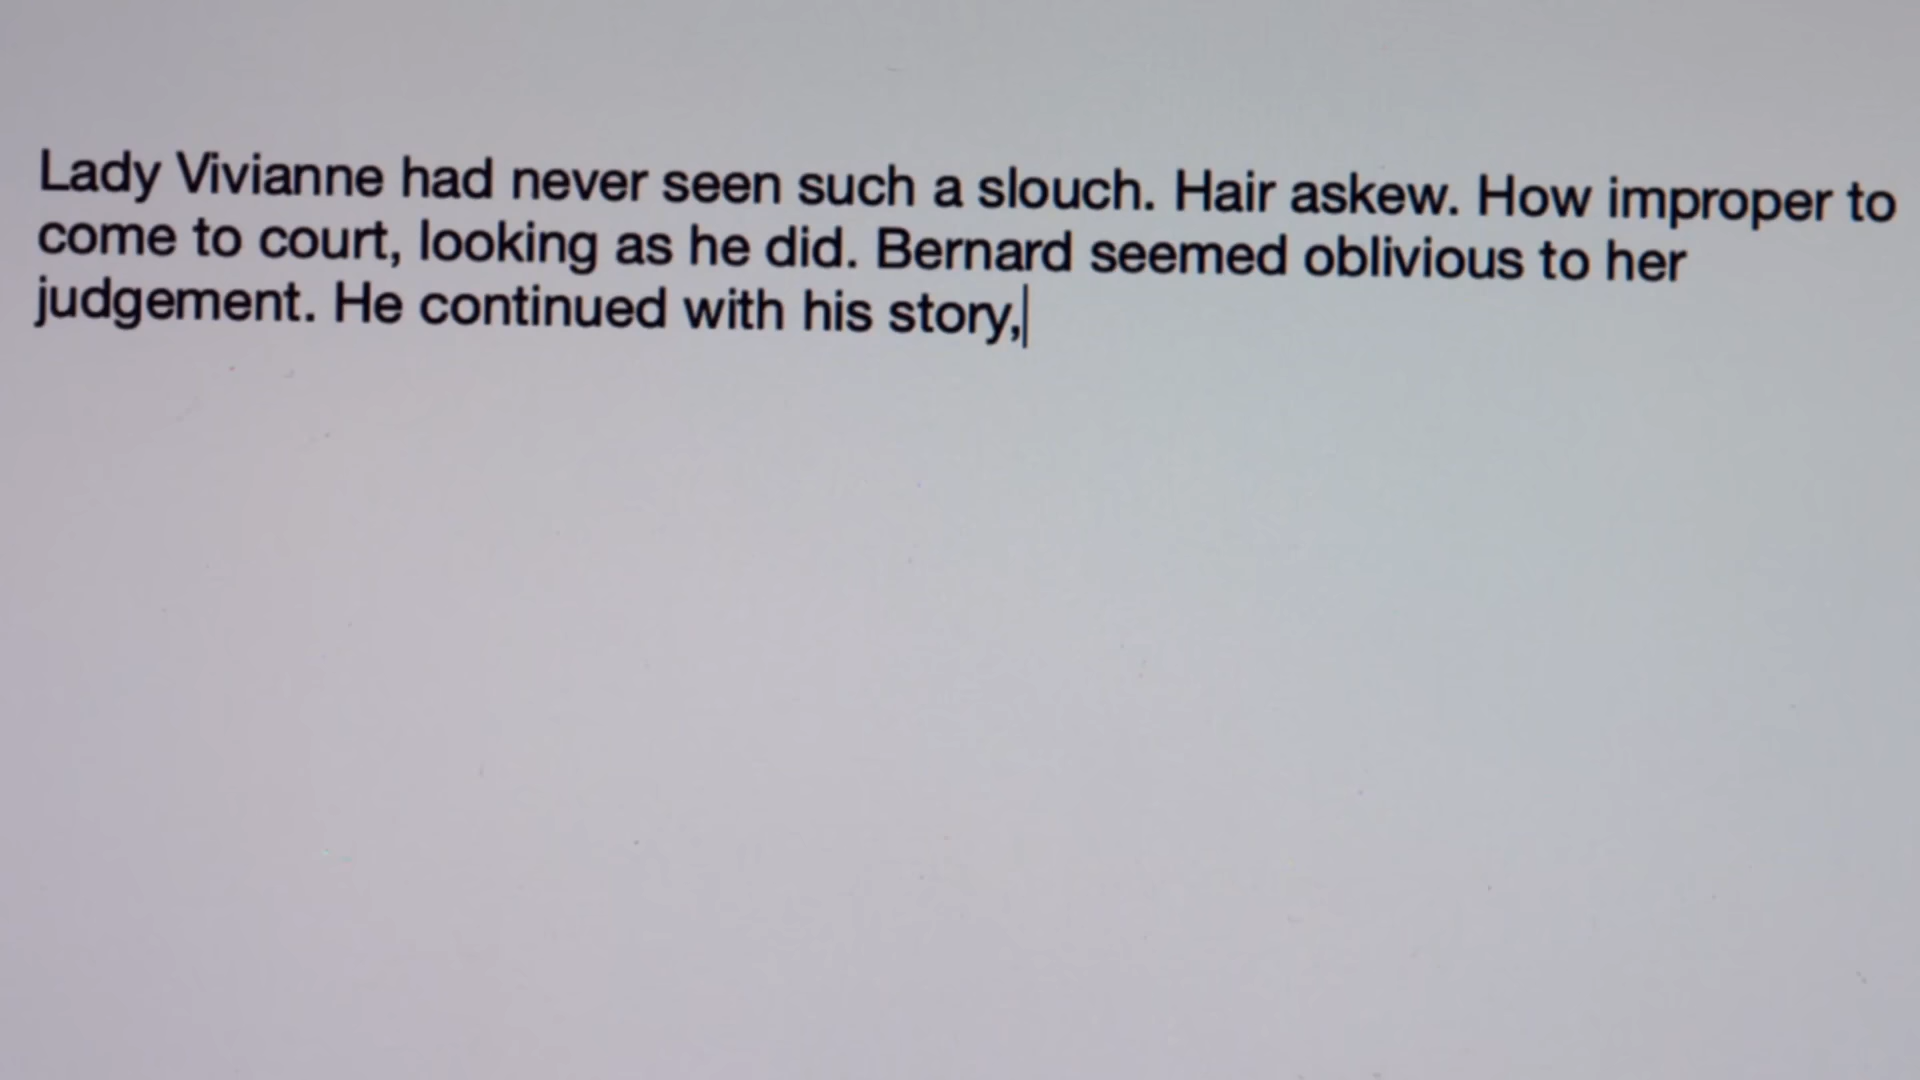 Lady Vivianne had never seen such a slouch. Hair askew. How improper to
come to court, looking as he did. Bernard seemed oblivious to her
judgement. He continued with his story,